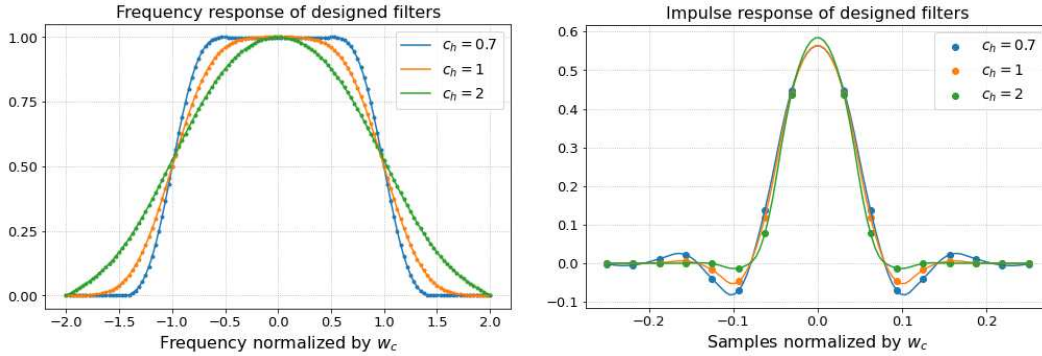 Frequency response of designed filters
1.00
0.75
0.50
0.25
0.00
c_h = 0.7
c_h = 1
c_h = 2
−2.0 −1.5 −1.0 −0.5 0.0 0.5 1.0 1.5 2.0
Frequency normalized by w_c
Impulse response of designed filters
0.6
0.5
0.4
0.3
0.2
0.1
0.0
−0.1
c_h = 0.7
c_h = 1
c_h = 2
−0.2 −0.1 0.0 0.1 0.2
Samples normalized by w_c